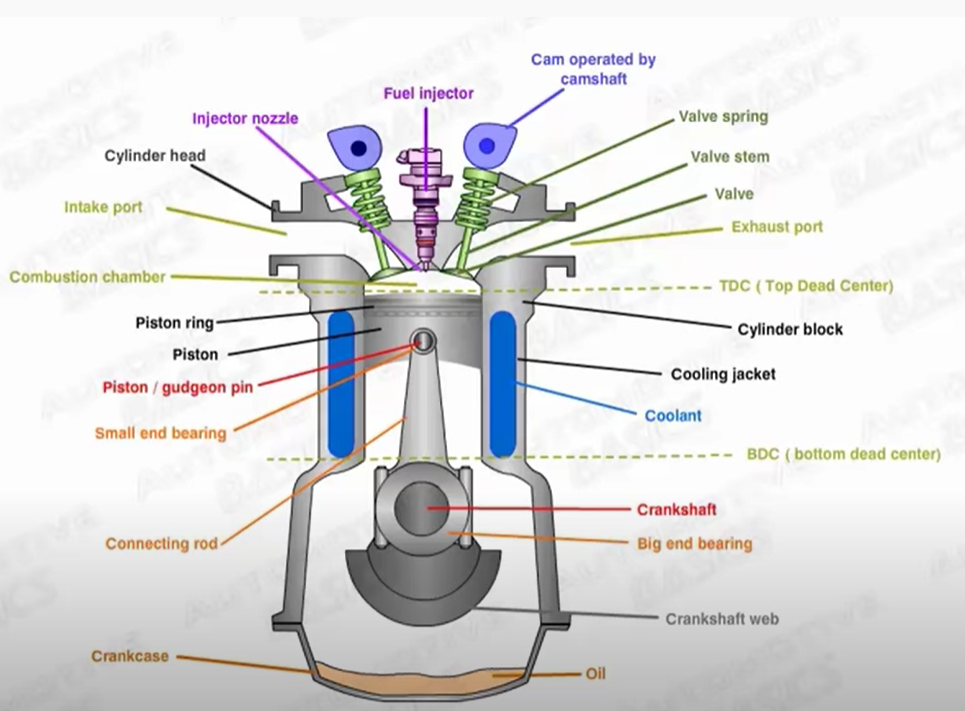 Cam operated by
camshaft
Fuel injector
Injector nozzle
Valve spring
Cylinder head
Valve stem
Valve
Intake port
Exhaust port
Combustion chamber
TDC ( Top Dead Center)
Piston ring
Cylinder block
Piston
Cooling jacket
Piston / gudgeon pin
Coolant
Small end bearing
BDC ( bottom dead center)
Crankshaft
Connecting rod
Big end bearing
Crankshaft web
Crankcase
Oil
AUTOMOTIVE
BASICS